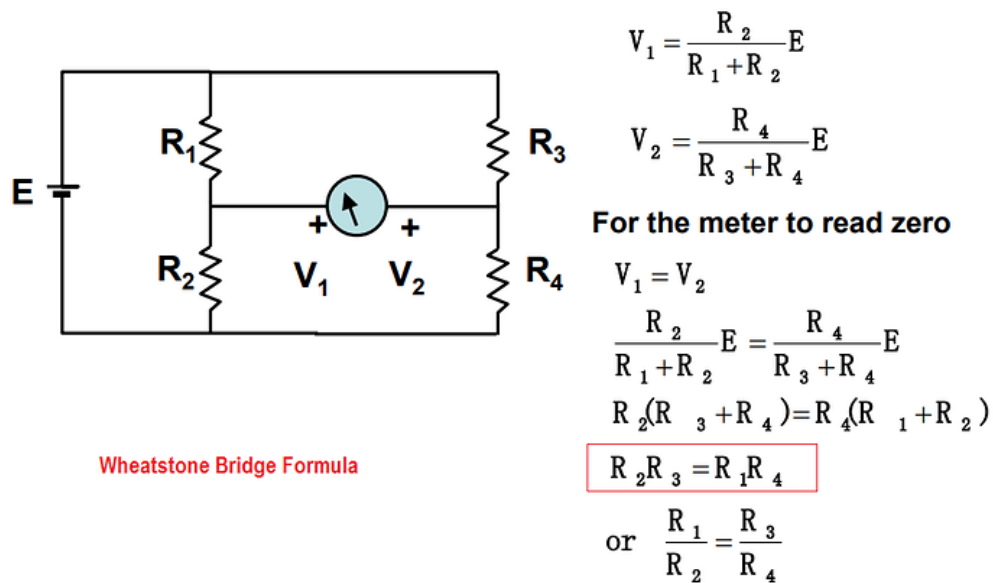 E
R₁
R₂
R₃
R₄
+
+
V₁
V₂
Wheatstone Bridge Formula
V₁ = R₂ / (R₁+R₂) E
V₂ = R₄ / (R₃+R₄) E
For the meter to read zero
V₁ = V₂
R₂ / (R₁+R₂) E = R₄ / (R₃+R₄) E
R₂(R₃+R₄)=R₄(R₁+R₂)
R₂R₃=R₁R₄
or R₁ / R₂ = R₃ / R₄